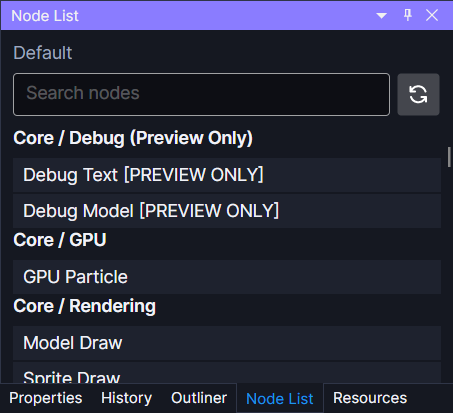 Node List
Default
Search nodes
Core / Debug (Preview Only)
Debug Text [PREVIEW ONLY]
Debug Model [PREVIEW ONLY]
Core / GPU
GPU Particle
Core / Rendering
Model Draw
Sprite Draw
Properties History Outliner Node List Resources